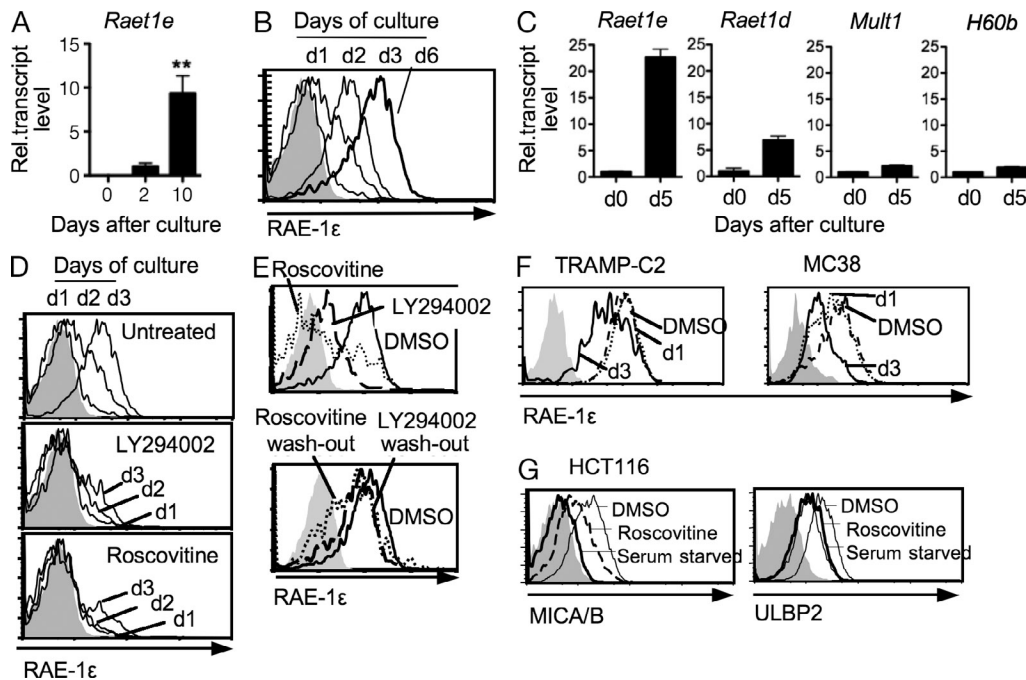 A
Raet1e
Rel.transcript level
15
10
5
0
**
0 2 10
Days after culture
B
Days of culture
d1 d2 d3 d6
RAE-1ε
C
Raet1e
Raet1d
Mult1
H60b
Rel.transcript level
25
20
15
10
5
0
d0 d5
25
20
15
10
5
0
d0 d5
25
20
15
10
5
0
d0 d5
25
20
15
10
5
0
d0 d5
Days after culture
D
Days of culture
d1 d2 d3
Untreated
LY294002
d3
d2
d1
Roscovitine
d3
d2
d1
RAE-1ε
E
Roscovitine
LY294002
DMSO
Roscovitine wash-out
LY294002 wash-out
DMSO
RAE-1ε
F
TRAMP-C2
DMSO
d1
d3
MC38
d1
DMSO
d3
RAE-1ε
G
HCT116
DMSO
Roscovitine
Serum starved
MICA/B
DMSO
Roscovitine
Serum starved
ULBP2